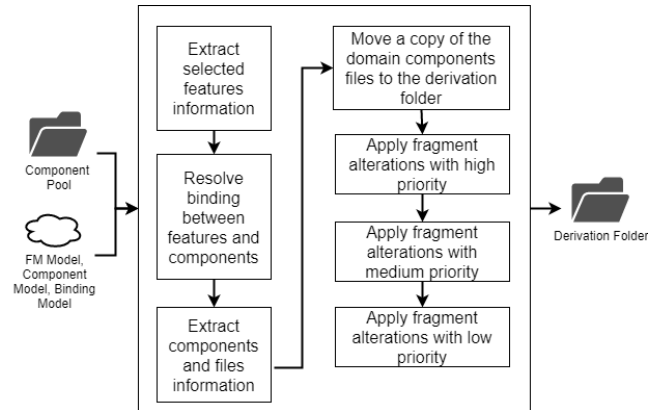 Component
Pool
FM Model,
Component
Model, Binding
Model
Extract
selected
features
information
Resolve
binding
between
features and
components
Extract
components
and files
information
Move a copy of the
domain components
files to the derivation
folder
Apply fragment
alterations with high
priority
Apply fragment
alterations with
medium priority
Apply fragment
alterations with low
priority
Derivation Folder